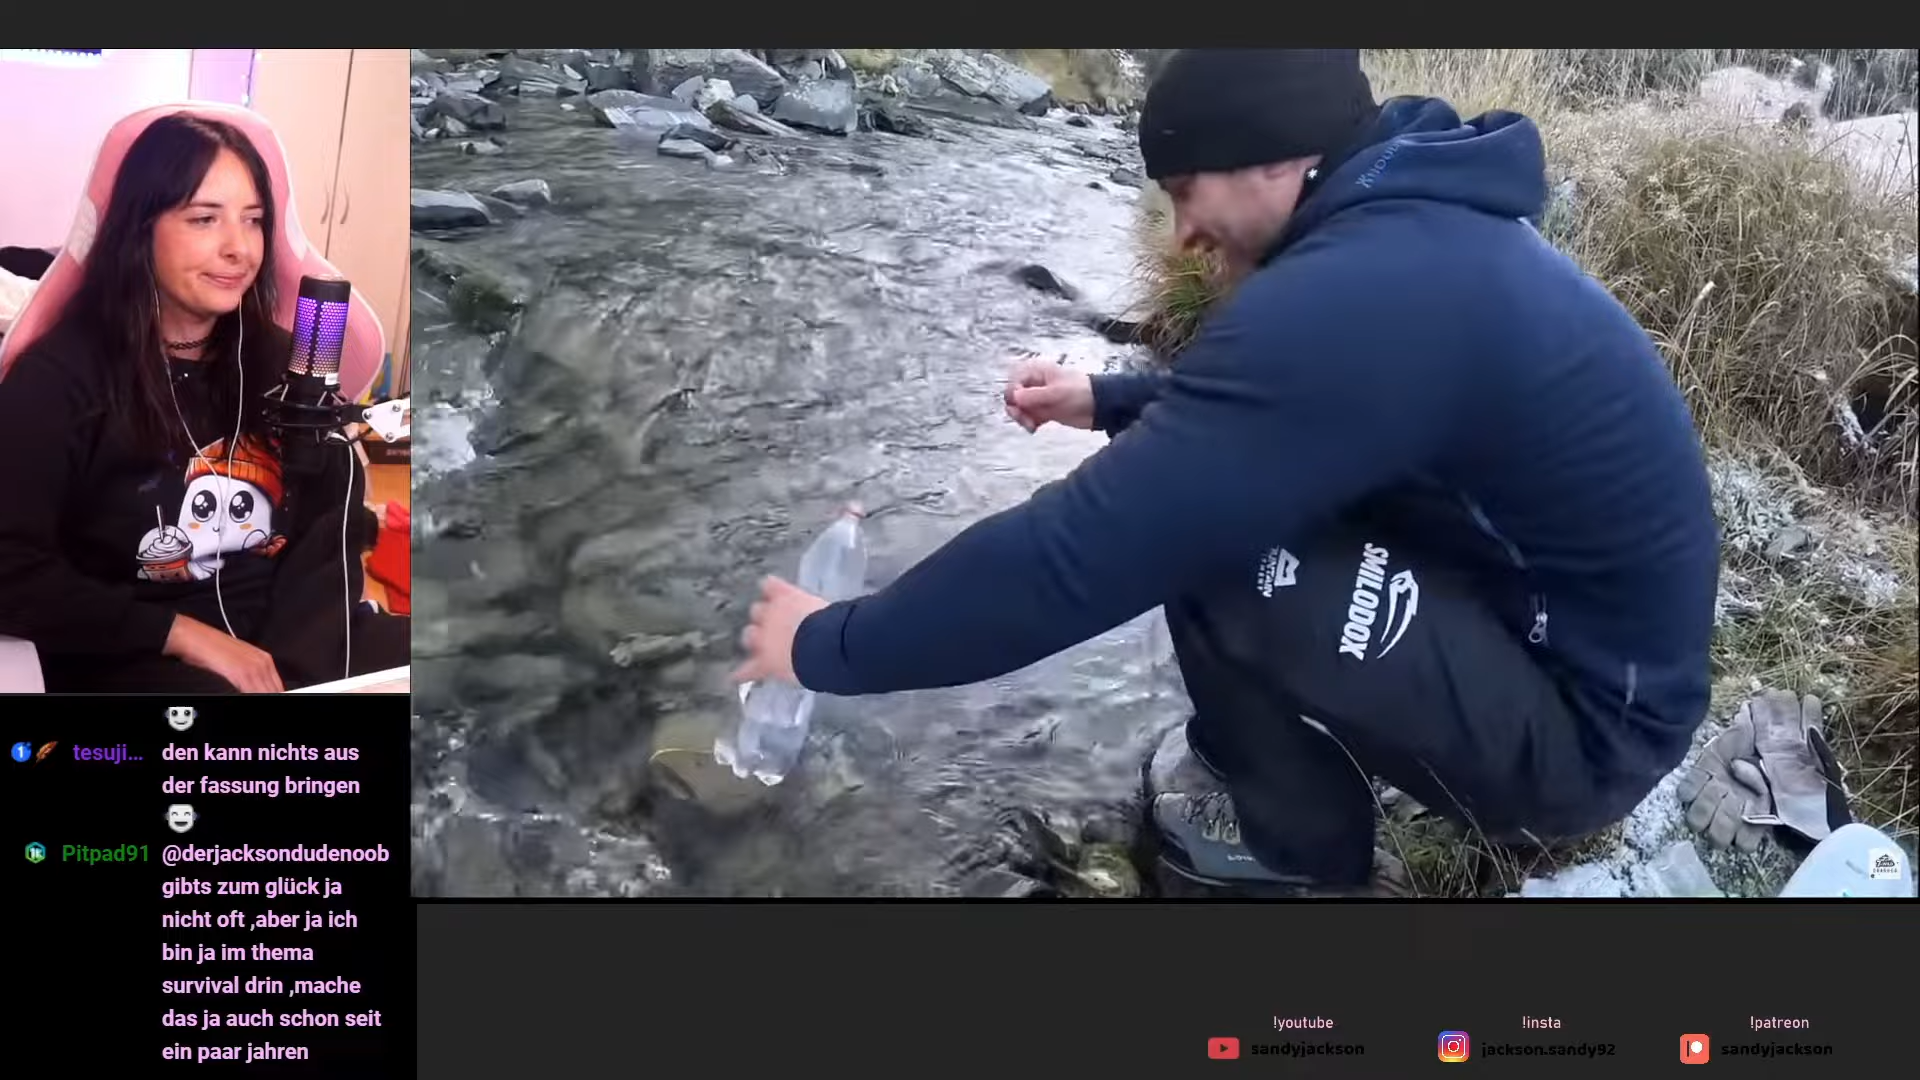 tesuji...
den kann nichts aus
der fassung bringen
Pitpad91
@derjacksondudenoob
gibts zum glück ja
nicht oft ,aber ja ich
bin ja im thema
survival drin ,mache
das ja auch schon seit
ein paar jahren
SMILODOX
!youtube
sandyjackson
!insta
jackson.sandy92
!patreon
sandyjackson